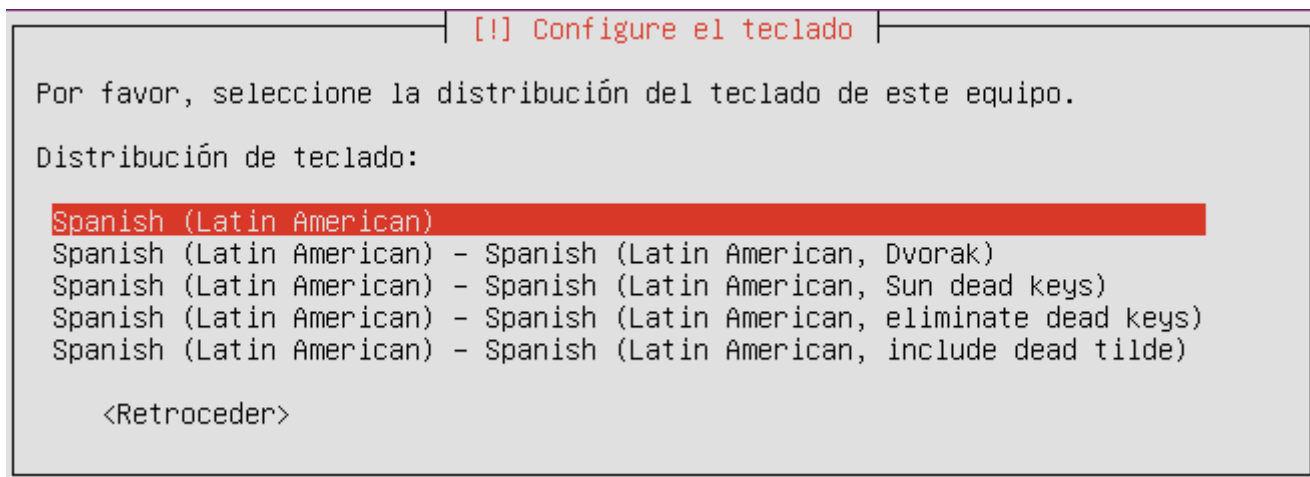 [!] Configure el teclado
Por favor, seleccione la distribución del teclado de este equipo.
Distribución de teclado:
Spanish (Latin American)
Spanish (Latin American) – Spanish (Latin American, Dvorak)
Spanish (Latin American) – Spanish (Latin American, Sun dead keys)
Spanish (Latin American) – Spanish (Latin American, eliminate dead keys)
Spanish (Latin American) – Spanish (Latin American, include dead tilde)
<Retroceder>